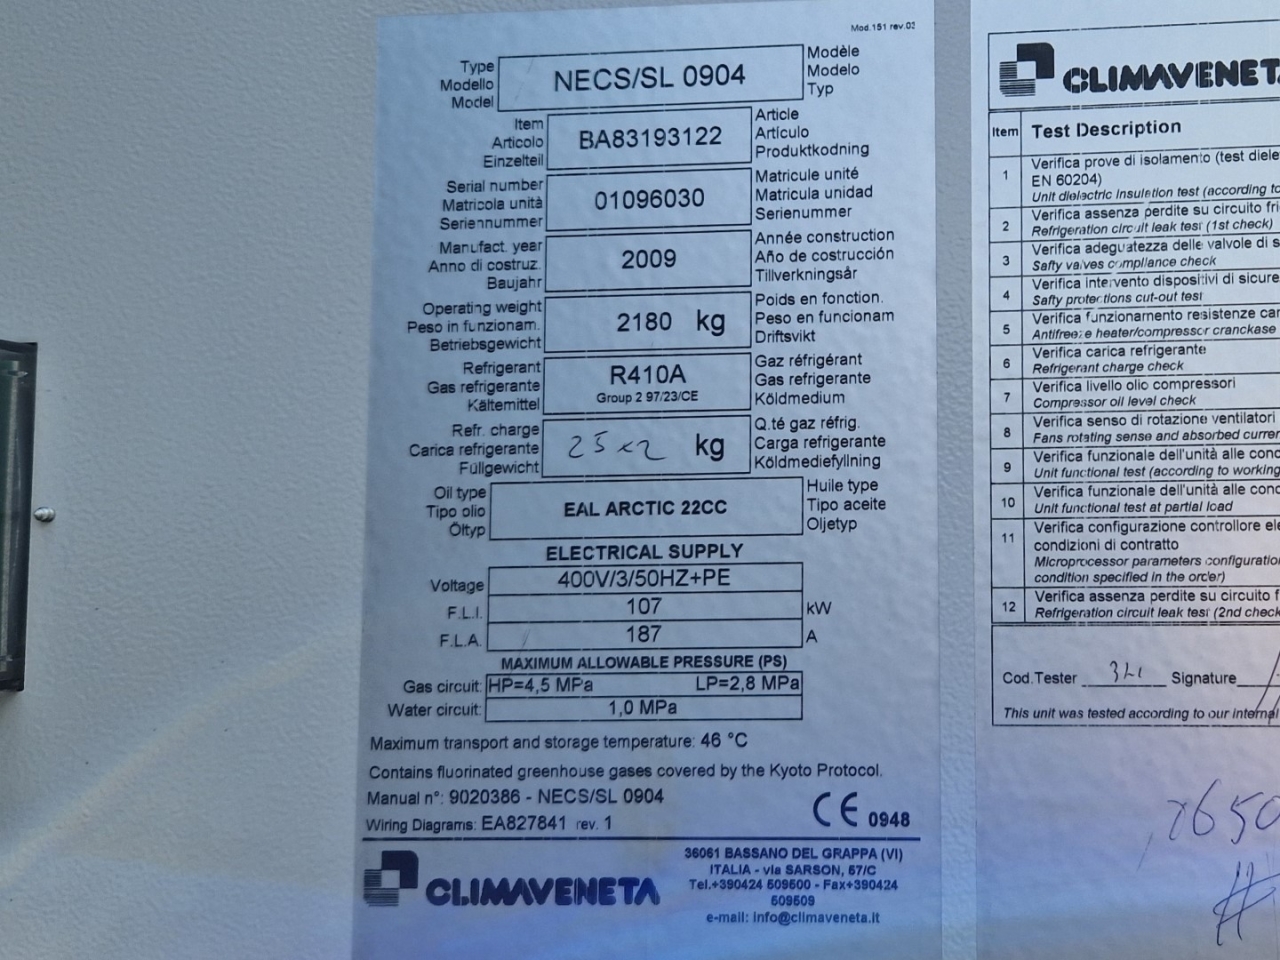 Mod.151 rev.02
Type
Modello
Model
NECS/SL 0904
Modèle
Modelo
Typ
Item
Articolo
Einzelteil
BA83193122
Article
Artículo
Produktkodning
Serial number
Matricola unità
Seriennummer
01096030
Matricule unité
Matricula unidad
Serienummer
Manufact. year
Anno di costruz.
Baujahr
2009
Année construction
Año de costrucción
Tillverkningsår
Operating weight
Peso in funzionam.
Betriebsgewicht
2180 kg
Poids en fonction.
Peso en funcionam
Driftsvikt
Refrigerant
Gas refrigerante
Kältemittel
R410A
Group 2 97/23/CE
Gaz réfrigérant
Gas refrigerante
Köldmedium
Refr. charge
Carica refrigerante
Füllgewicht
25x2 kg
Q.té gaz réfrig.
Carga refrigerante
Köldmediefyllning
Oil type
Tipo olio
Öltyp
EAL ARCTIC 22CC
Huile type
Tipo aceite
Oljetyp
ELECTRICAL SUPPLY
Voltage 400V/3/50HZ+PE
F.L.I. 107 kW
F.L.A. 187 A
MAXIMUM ALLOWABLE PRESSURE (PS)
Gas circuit: HP=4,5 MPa LP=2,8 MPa
Water circuit: 1,0 MPa
Maximum transport and storage temperature: 46 °C
Contains fluorinated greenhouse gases covered by the Kyoto Protocol.
Manual n°: 9020386 - NECS/SL 0904
Wiring Diagrams: EA827841 rev. 1
CE 0948
CLIMAVENETA
36061 BASSANO DEL GRAPPA (VI)
ITALIA - via SARSON, 57/C
Tel.+390424 509500 - Fax+390424
509509
e-mail: info@climaveneta.it
CLIMAVENETA
Item Test Description
1 Verifica prove di isolamento (test diele
EN 60204)
Unit dielectric insulation test (according to
2 Verifica assenza perdite su circuito fri
Refrigeration circuit leak test (1st check)
3 Verifica adeguatezza delle valvole di s
Safty valves compliance check
4 Verifica intervento dispositivi di sicure
Safty protections cut-out test
5 Verifica funzionamento resistenze car
Antifreeze heater/compressor cranckase
6 Verifica carica refrigerante
Refrigerant charge check
7 Verifica livello olio compressori
Compressor oil level check
8 Verifica senso di rotazione ventilatori
Fans rotating sense and absorbed curren
9 Verifica funzionale dell'unità alle cond
Unit functional test (according to working
10 Verifica funzionale dell'unità alle cond
Unit functional test at partial load
11 Verifica configurazione controllore ele
condizioni di contratto
Microprocessor parameters configuratio
condition specified in the order)
12 Verifica assenza perdite su circuito f
Refrigeration circuit leak test (2nd check
Cod.Tester Signature
This unit was tested according to our internal